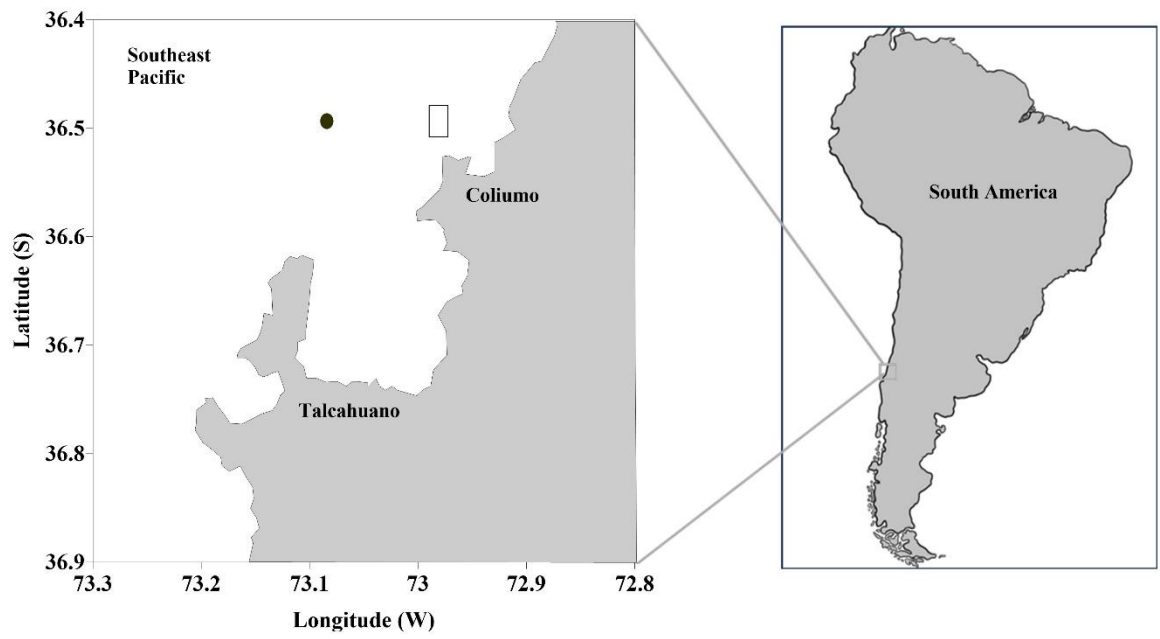 36.4
Southeast
Pacific
36.5
Coliumo
South America
36.6
Latitude (S)
36.7
Talcahuano
36.8
36.9
73.3 73.2 73.1 73 72.9 72.8
Longitude (W)